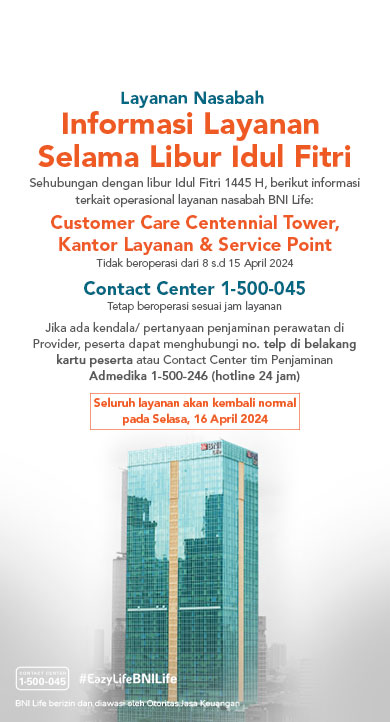 Layanan Nasabah
Informasi Layanan
Selama Libur Idul Fitri
Sehubungan dengan libur Idul Fitri 1445 H, berikut informasi
terkait operasional layanan nasabah BNI Life:
Customer Care Centennial Tower,
Kantor Layanan & Service Point
Tidak beroperasi dari 8 s.d 15 April 2024
Contact Center 1-500-045
Tetap beroperasi sesuai jam layanan
Jika ada kendala/ pertanyaan penjaminan perawatan di
Provider, peserta dapat menghubungi no. telp di belakang
kartu peserta atau Contact Center tim Penjaminan
Admedika 1-500-246 (hotline 24 jam)
Seluruh layanan akan kembali normal
pada Selasa, 16 April 2024
BNI
Life
CONTACT CENTER
1-500-045
#EazyLifeBNILife
BNI Life berizin dan diawasi oleh Otoritas Jasa Keuangan